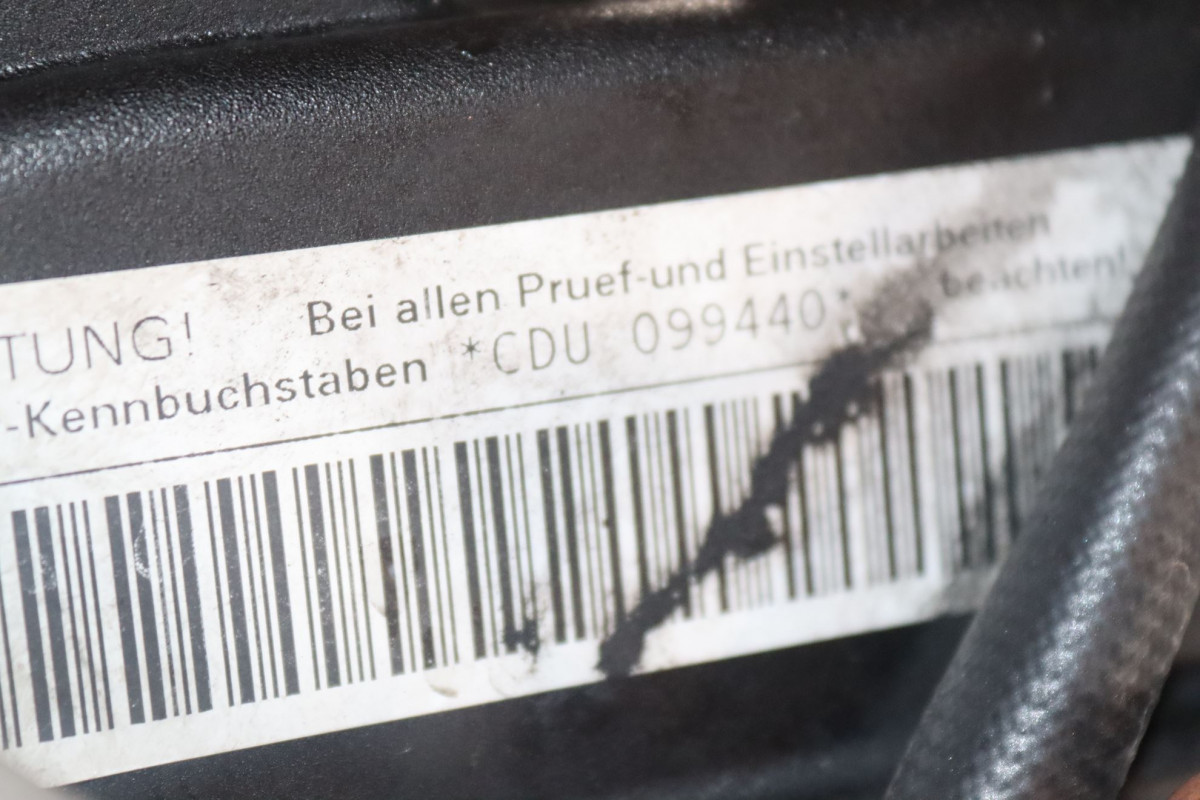 TUNG! Bei allen Pruef-und Einstellarbeiten
-Kennbuchstaben *CDU 099440* beachten!